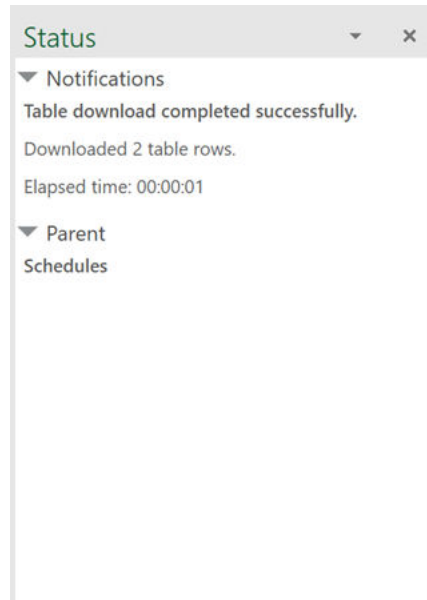 Status
Notifications
Table download completed successfully.
Downloaded 2 table rows.
Elapsed time: 00:00:01
Parent
Schedules